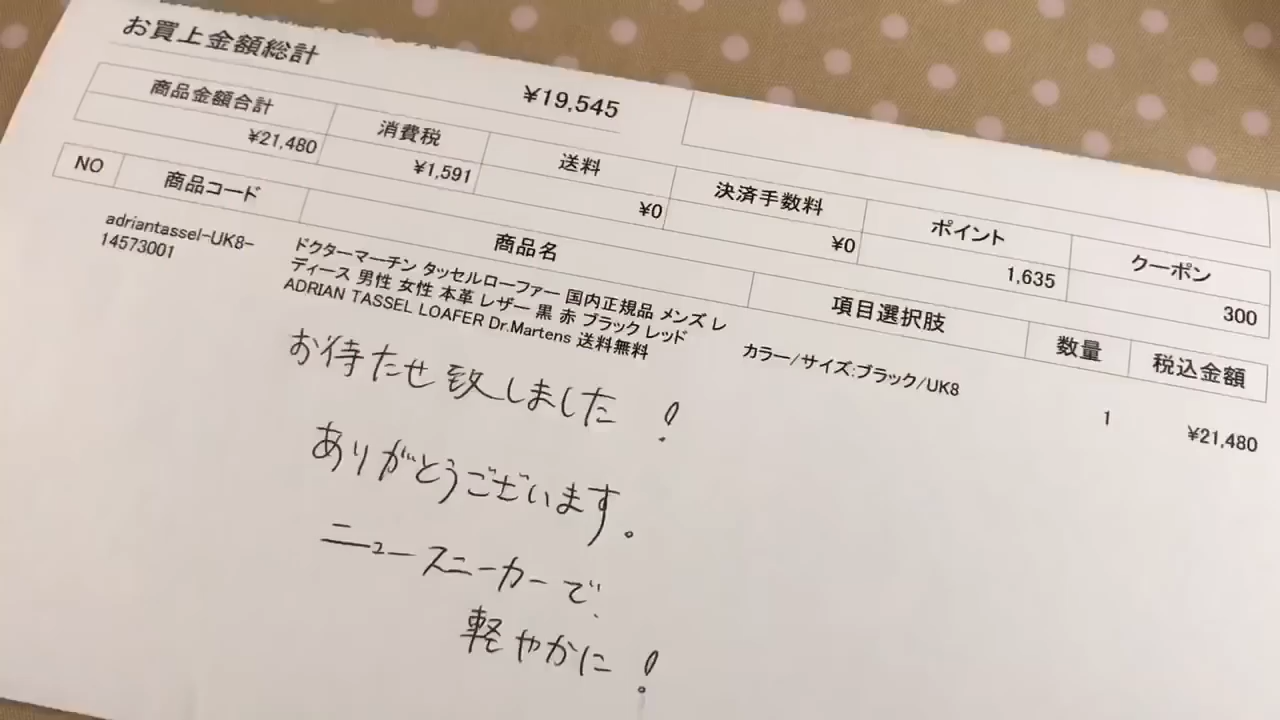 お買上金額総計
¥19,545
商品金額合計 消費税 送料 決済手数料 ポイント クーポン
¥21,480 ¥1,591 ¥0 ¥0 1,635 300
NO 商品コード 商品名 項目選択肢 数量 税込金額
adriantassel-UK8-
14573001
ドクターマーチン タッセルローファー 国内正規品 メンズ レ
ディース 男性 女性 本革 レザー 黒 赤 ブラック レッド
ADRIAN TASSEL LOAFER Dr.Martens 送料無料
カラー/サイズ:ブラック/UK8
1
¥21,480
お待たせ致しました!
ありがとうございます。
ニュースニーカーで、
軽やかに!